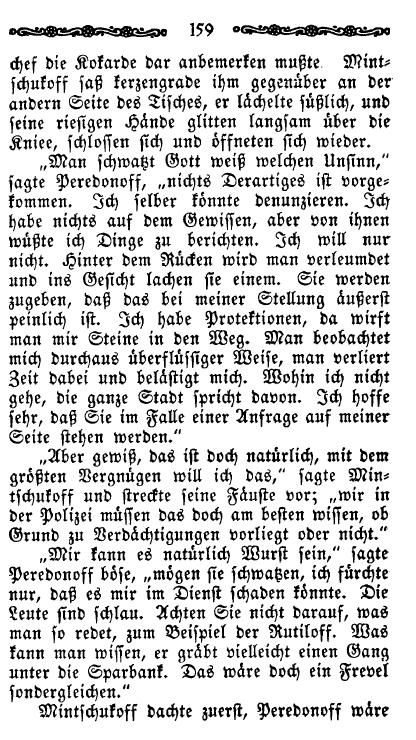 159
chef die Kokarde dar anbemerken mußte. Mint-
schukoff saß kerzengrade ihm gegenüber an der
andern Seite des Tisches, er lächelte süßlich, und
seine riesigen Hände glitten langsam über die
Kniee, schlossen sich und öffneten sich wieder.
„Man schwatzt Gott weiß welchen Unsinn,"
sagte Peredonoff, „nichts Derartiges ist vorge-
kommen. Ich selber könnte denunzieren. Ich
habe nichts auf dem Gewissen, aber von ihnen
wüßte ich Dinge zu berichten. Ich will nur
nicht. Hinter dem Rücken wird man verleumdet
und ins Gesicht lachen sie einem. Sie werden
zugeben, daß das bei meiner Stellung äußerst
peinlich ist. Ich habe Protektionen, da wirft
man mir Steine in den Weg. Man beobachtet
mich durchaus überflüssiger Weise, man verliert
Zeit dabei und belästigt mich. Wohin ich nicht
gehe, die ganze Stadt spricht davon. Ich hoffe
sehr, daß Sie im Falle einer Anfrage auf meiner
Seite stehen werden."
„Aber gewiß, das ist doch natürlich, mit dem
größten Vergnügen will ich das," sagte Min-
tschukoff und streckte seine Fäuste vor; „wir in
der Polizei müssen das doch am besten wissen, ob
Grund zu Verdächtigungen vorliegt oder nicht."
„Mir kann es natürlich Wurst sein," sagte
Peredonoff böse, „mögen sie schwatzen, ich fürchte
nur, daß es mir im Dienst schaden könnte. Die
Leute sind schlau. Achten Sie nicht darauf, was
man so redet, zum Beispiel der Rutiloff. Was
kann man wissen, er gräbt vielleicht einen Gang
unter die Sparbank. Das wäre doch ein Frevel
sondergleichen."
Mintschukoff dachte zuerst, Peredonoff wäre